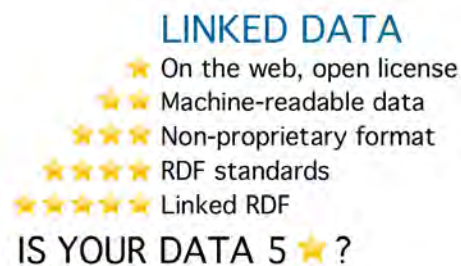 LINKED DATA
On the web, open license
Machine-readable data
Non-proprietary format
RDF standards
Linked RDF
IS YOUR DATA 5 ⭐ ?